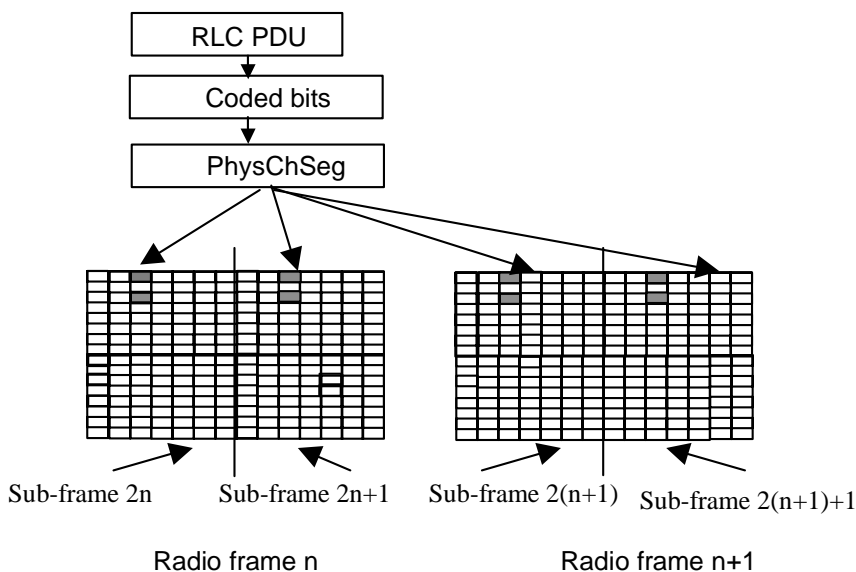 RLC PDU
Coded bits
PhysChSeg
Sub-frame 2n
Sub-frame 2n+1
Sub-frame 2(n+1)
Sub-frame 2(n+1)+1
Radio frame n
Radio frame n+1